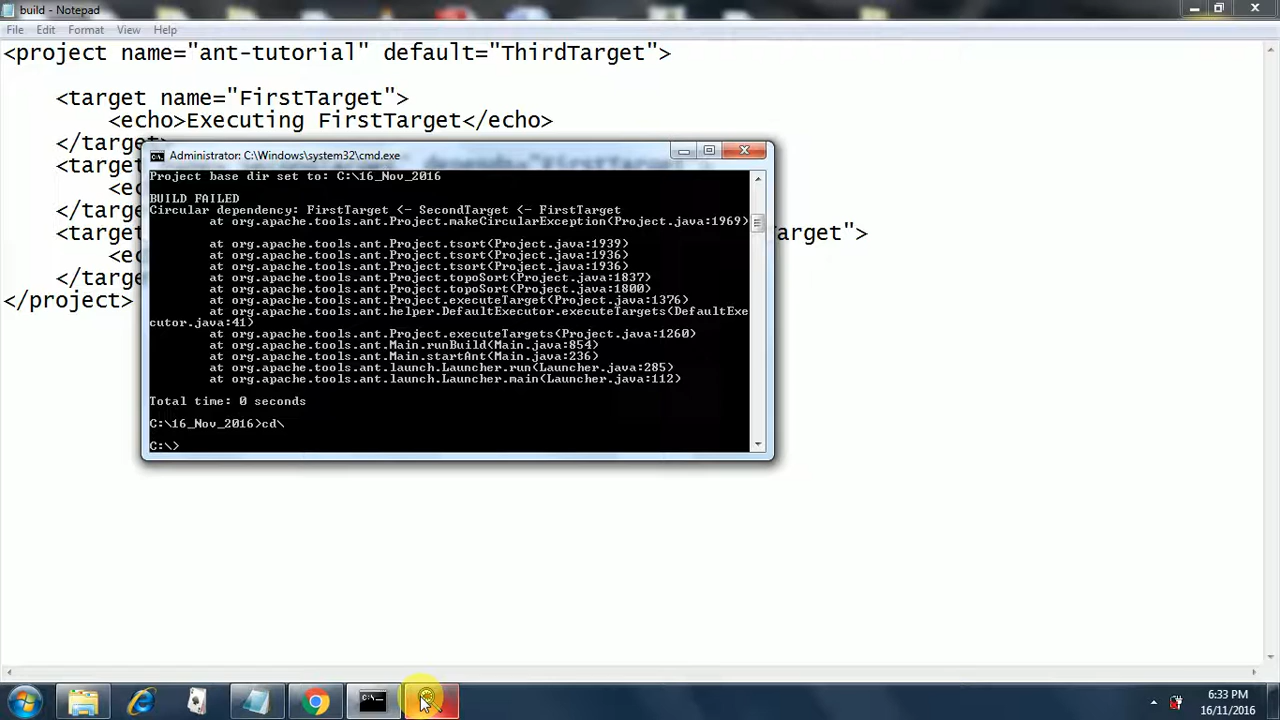 build - Notepad
File Edit Format View Help
<project name="ant-tutorial" default="ThirdTarget">
<target name="FirstTarget">
<echo>Executing FirstTarget</echo>
</target>
<target
<ec
</target>
<target arget">
<ec
</target>
</project>
Administrator: C:\Windows\system32\cmd.exe
Project base dir set to: C:\16_Nov_2016
BUILD FAILED
Circular dependency: FirstTarget <- SecondTarget <- FirstTarget
at org.apache.tools.ant.Project.makeCircularException(Project.java:1969)
at org.apache.tools.ant.Project.tsort(Project.java:1939)
at org.apache.tools.ant.Project.tsort(Project.java:1936)
at org.apache.tools.ant.Project.tsort(Project.java:1936)
at org.apache.tools.ant.Project.topoSort(Project.java:1837)
at org.apache.tools.ant.Project.topoSort(Project.java:1800)
at org.apache.tools.ant.Project.executeTarget(Project.java:1376)
at org.apache.tools.ant.helper.DefaultExecutor.executeTargets(DefaultExe
cutor.java:41)
at org.apache.tools.ant.Project.executeTargets(Project.java:1260)
at org.apache.tools.ant.Main.runBuild(Main.java:854)
at org.apache.tools.ant.Main.startAnt(Main.java:236)
at org.apache.tools.ant.launch.Launcher.run(Launcher.java:285)
at org.apache.tools.ant.launch.Launcher.main(Launcher.java:112)
Total time: 0 seconds
C:\16_Nov_2016>cd\
C:\>
6:33 PM
16/11/2016